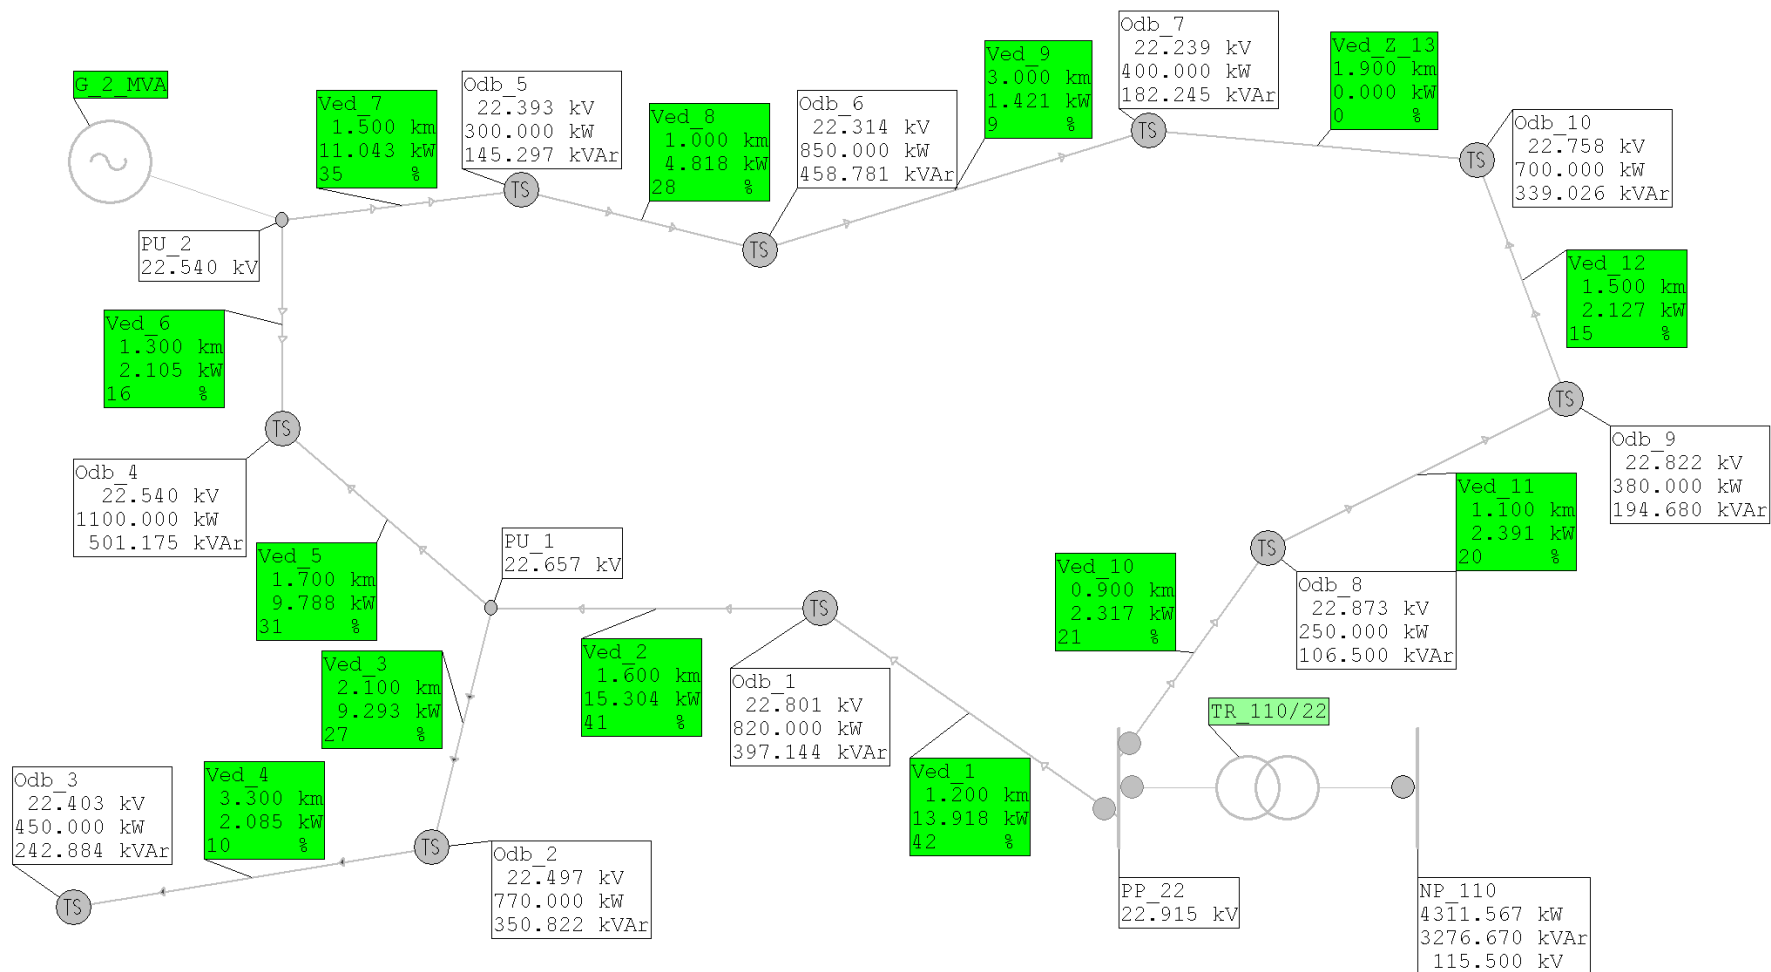 Odb_7
22.239 kV
400.000 kW
182.245 kVAr
Ved_Z_13
1.900 km
0.000 kW
0 %
Ved_9
3.000 km
1.421 kW
9 %
G_2_MVA
Odb_5
22.393 kV
300.000 kW
145.297 kVAr
Ved_7
1.500 km
11.043 kW
35 %
Ved_8
1.000 km
4.818 kW
28 %
Odb_6
22.314 kV
850.000 kW
458.781 kVAr
Odb_10
22.758 kV
700.000 kW
339.026 kVAr
TS
TS
TS
TS
PU_2
22.540 kV
Ved_12
1.500 km
2.127 kW
15 %
Ved_6
1.300 km
2.105 kW
16 %
TS
TS
Odb_9
22.822 kV
380.000 kW
194.680 kVAr
Odb_4
22.540 kV
1100.000 kW
501.175 kVAr
Ved_11
1.100 km
2.391 kW
20 %
PU_1
22.657 kV
TS
Ved_5
1.700 km
9.788 kW
31 %
Ved_10
0.900 km
2.317 kW
21 %
Odb_8
22.873 kV
250.000 kW
106.500 kVAr
TS
Ved_2
1.600 km
15.304 kW
41 %
Ved_3
2.100 km
9.293 kW
27 %
Odb_1
22.801 kV
820.000 kW
397.144 kVAr
TR_110/22
Ved_1
1.200 km
13.918 kW
42 %
Odb_3
22.403 kV
450.000 kW
242.884 kVAr
Ved_4
3.300 km
2.085 kW
10 %
TS
TS
Odb_2
22.497 kV
770.000 kW
350.822 kVAr
PP_22
22.915 kV
NP_110
4311.567 kW
3276.670 kVAr
115.500 kV